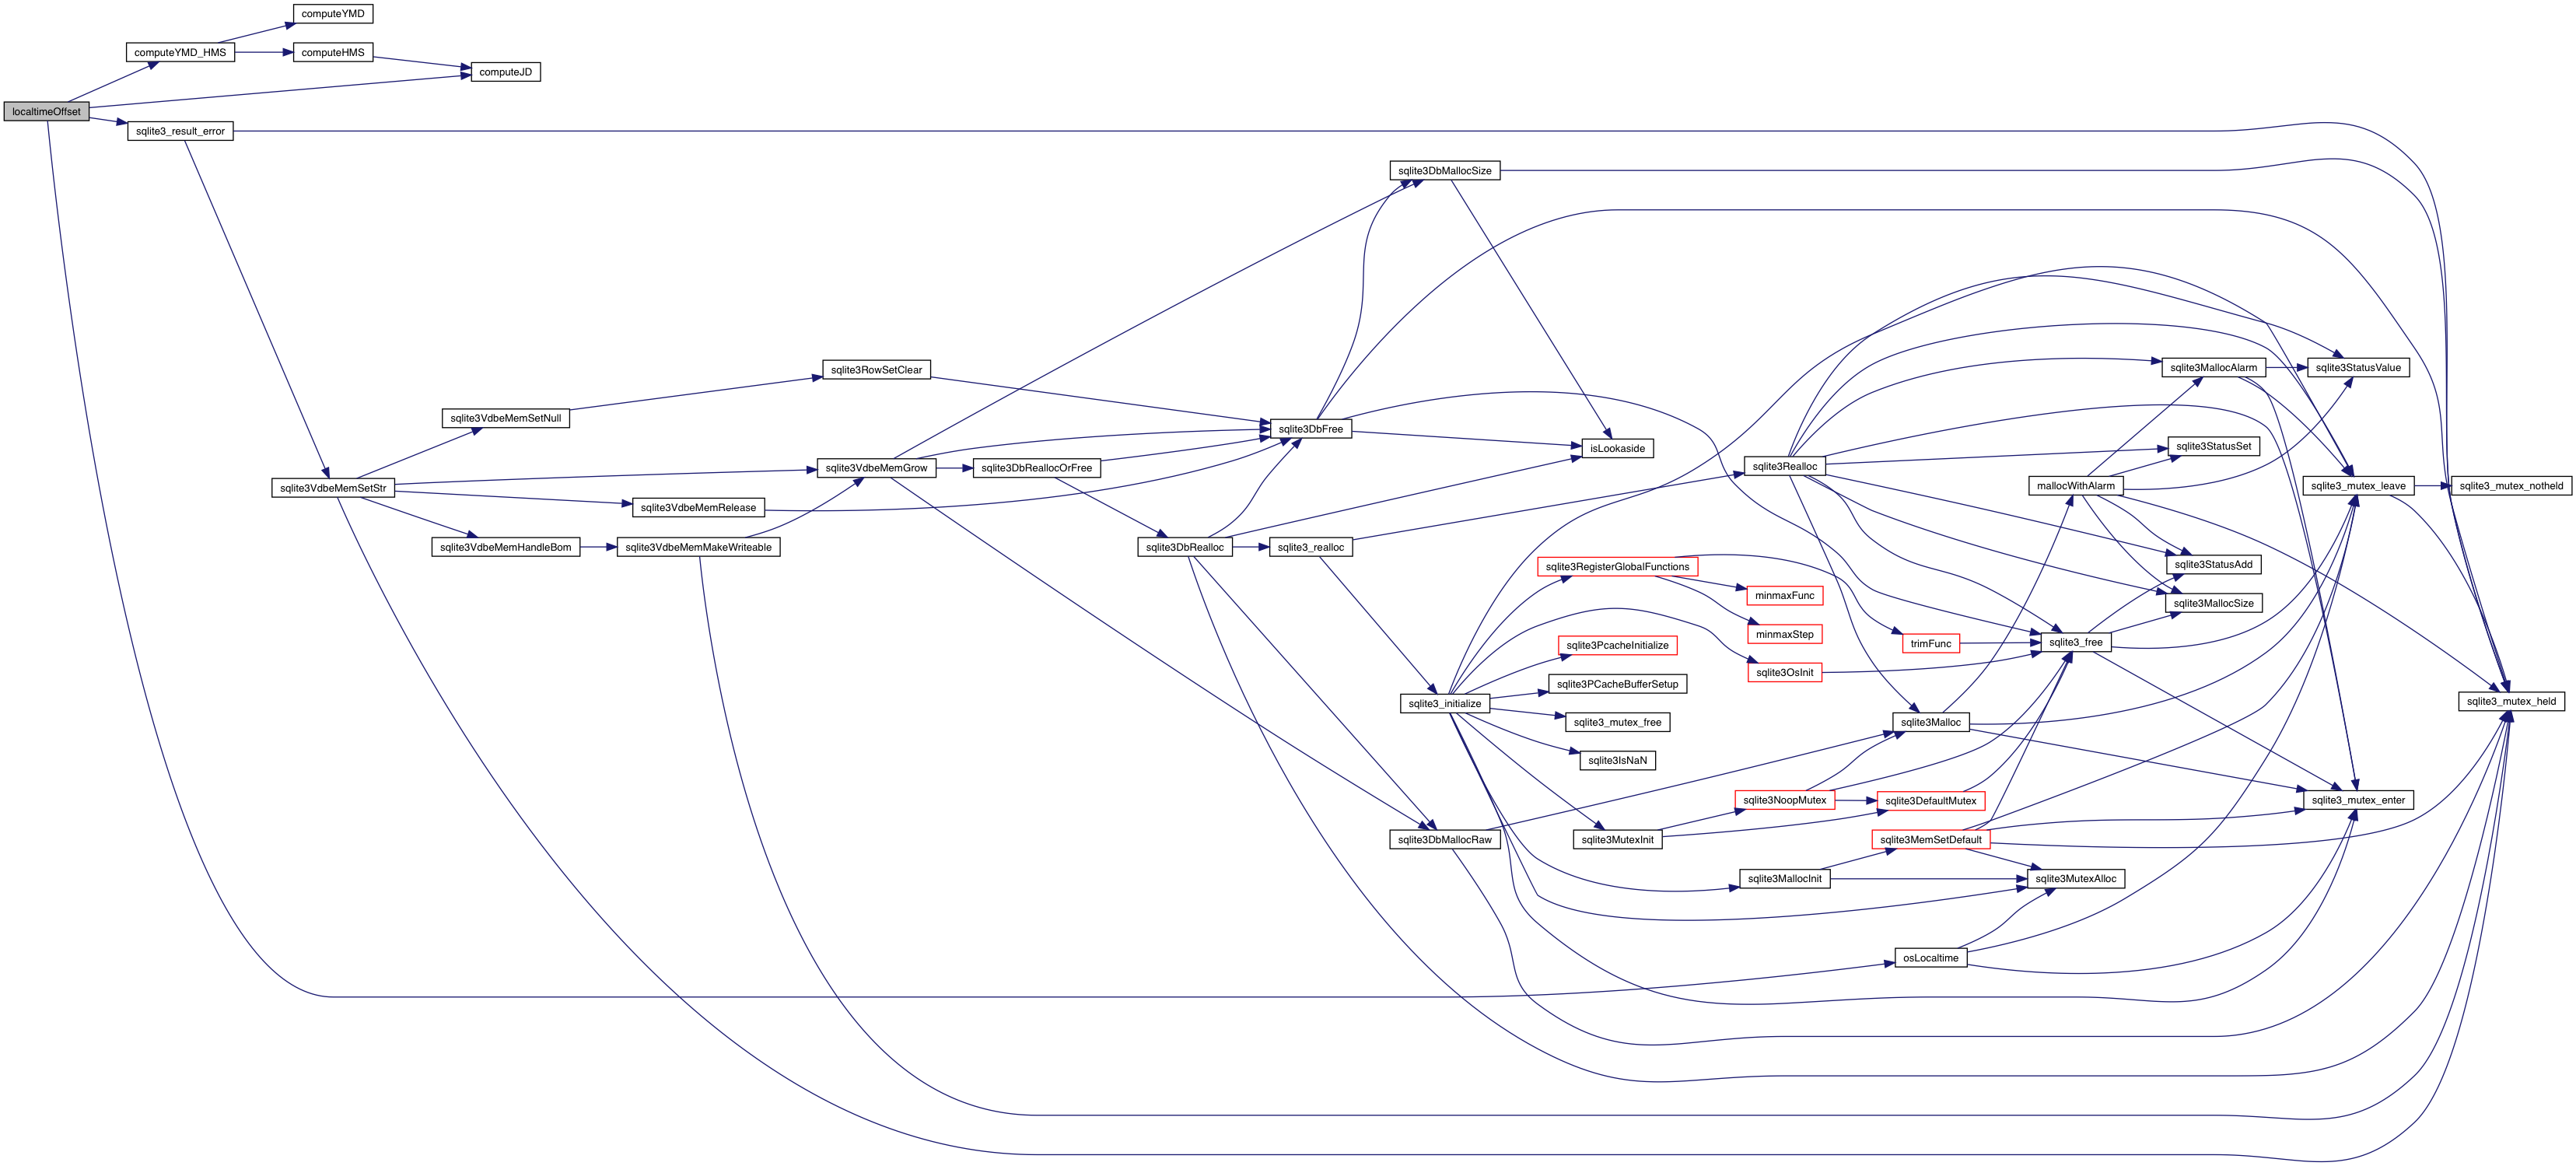 computeYMD
computeYMD_HMS
computeHMS
computeJD
localtimeOffset
sqlite3_result_error
sqlite3DbMallocSize
sqlite3RowSetClear
sqlite3MallocAlarm
sqlite3StatusValue
sqlite3VdbeMemSetNull
sqlite3DbFree
isLookaside
sqlite3StatusSet
sqlite3VdbeMemGrow
sqlite3DbReallocOrFree
sqlite3Realloc
sqlite3VdbeMemSetStr
mallocWithAlarm
sqlite3_mutex_leave
sqlite3_mutex_notheld
sqlite3VdbeMemRelease
sqlite3VdbeMemHandleBom
sqlite3VdbeMemMakeWriteable
sqlite3DbRealloc
sqlite3_realloc
sqlite3RegisterGlobalFunctions
sqlite3StatusAdd
minmaxFunc
sqlite3MallocSize
minmaxStep
sqlite3PcacheInitialize
trimFunc
sqlite3_free
sqlite3OsInit
sqlite3PCacheBufferSetup
sqlite3_initialize
sqlite3_mutex_held
sqlite3_mutex_free
sqlite3Malloc
sqlite3IsNaN
sqlite3NoopMutex
sqlite3DefaultMutex
sqlite3_mutex_enter
sqlite3DbMallocRaw
sqlite3MutexInit
sqlite3MemSetDefault
sqlite3MallocInit
sqlite3MutexAlloc
osLocaltime